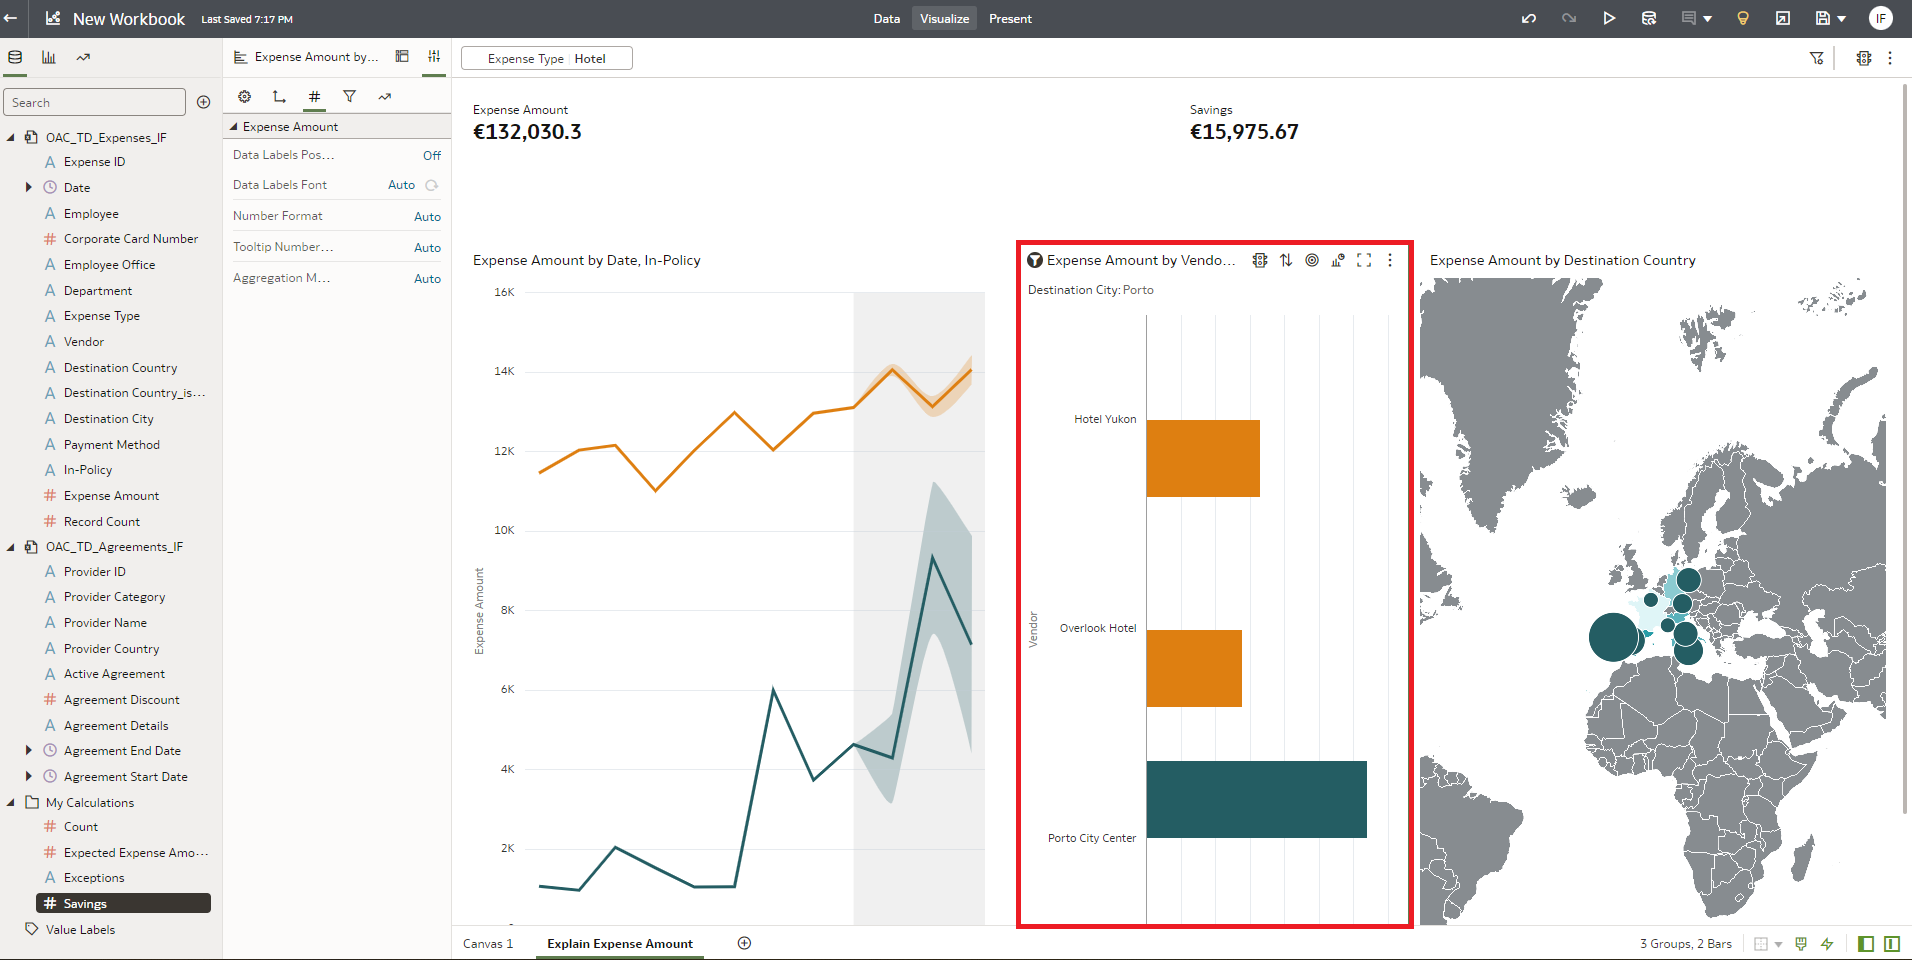 New Workbook
Last Saved 7:17 PM
Data
Visualize
Present
IF
Search
OAC_TD_Expenses_IF
Expense ID
Date
Employee
Corporate Card Number
Employee Office
Department
Expense Type
Vendor
Destination Country
Destination Country_is...
Destination City
Payment Method
In-Policy
Expense Amount
Record Count
OAC_TD_Agreements_IF
Provider ID
Provider Category
Provider Name
Provider Country
Active Agreement
Agreement Discount
Agreement Details
Agreement End Date
Agreement Start Date
My Calculations
Count
Expected Expense Amo...
Exceptions
Savings
Value Labels
Expense Amount by...
Expense Amount
Data Labels Pos... Off
Data Labels Font Auto
Number Format Auto
Tooltip Number... Auto
Aggregation M... Auto
Expense Type Hotel
Expense Amount
€132,030.3
Savings
€15,975.67
Expense Amount by Date, In-Policy
16K
14K
12K
10K
8K
6K
4K
2K
Expense Amount
Expense Amount by Vendo...
Destination City: Porto
Hotel Yukon
Overlook Hotel
Porto City Center
Vendor
Expense Amount by Destination Country
Canvas 1
Explain Expense Amount
3 Groups, 2 Bars